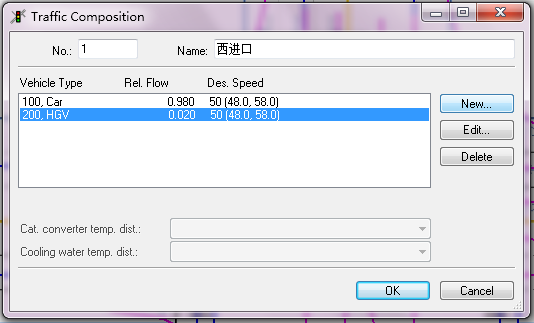 Traffic Composition
No.: 1 Name: 西进口
Vehicle Type Rel. Flow Des. Speed
100, Car 0.980 50 (48.0, 58.0)
200, HGV 0.020 50 (48.0, 58.0)
New...
Edit...
Delete
Cat. converter temp. dist.:
Cooling water temp. dist.:
OK Cancel